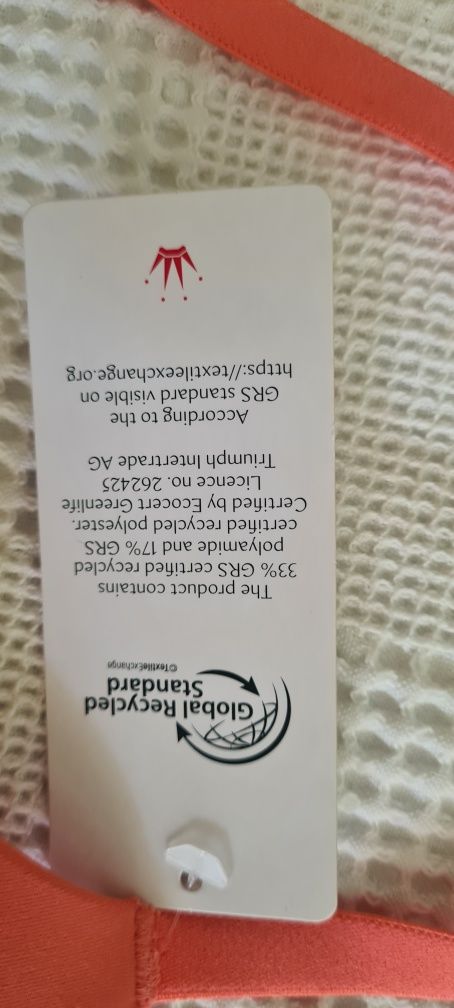 Global Recycled
Standard
©TextileExchange
The product contains
33% GRS certified recycled
polyamide and 17% GRS
certified recycled polyester.
Certified by Ecocert Greenlife
Licence no. 262425
Triumph Intertrade AG
According to the
GRS standard visible on
https://textileexchange.org